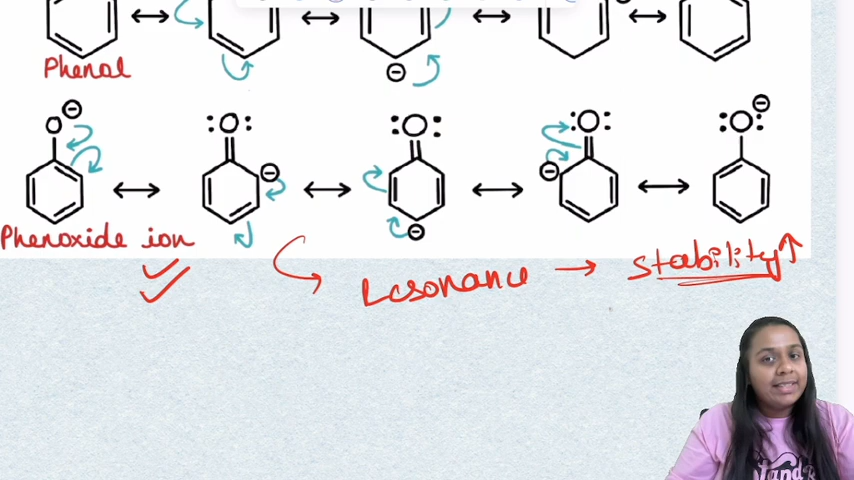 Phenol
O
:O:
:O:
:O:
:O:
Phenoxide ion
Resonance → stability↑